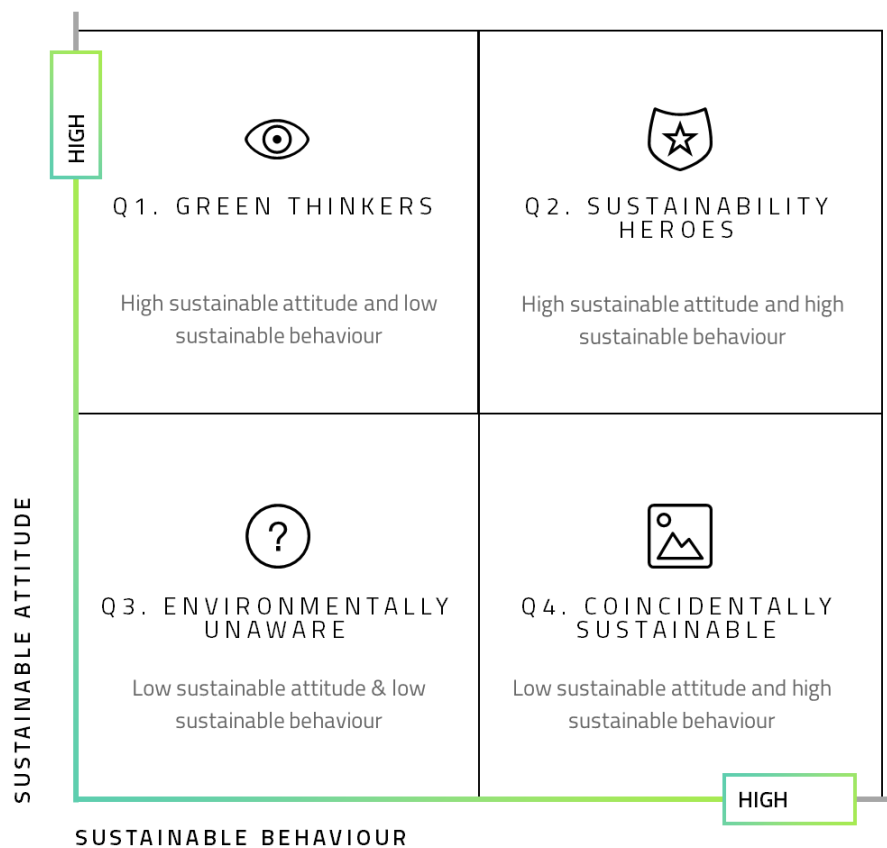 HIGH
Q1. GREEN THINKERS
High sustainable attitude and low
sustainable behaviour
Q2. SUSTAINABILITY
HEROES
High sustainable attitude and high
sustainable behaviour
SUSTAINABLE ATTITUDE
?
Q3. ENVIRONMENTALLY
UNAWARE
Low sustainable attitude & low
sustainable behaviour
Q4. COINCIDENTALLY
SUSTAINABLE
Low sustainable attitude and high
sustainable behaviour
HIGH
SUSTAINABLE BEHAVIOUR